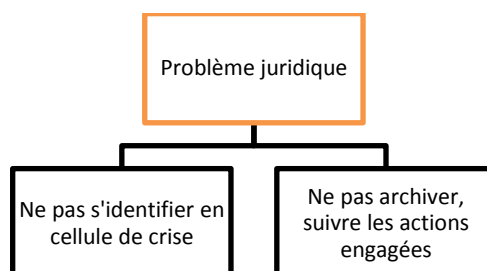 Problème juridique
Ne pas s'identifier en
cellule de crise
Ne pas archiver,
suivre les actions
engagées